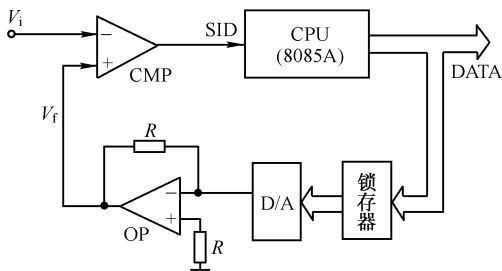 Vi
SID
CPU
(8085A)
CMP
DATA
Vf
R
OP
R
D/A
锁存器
−
+
−
+